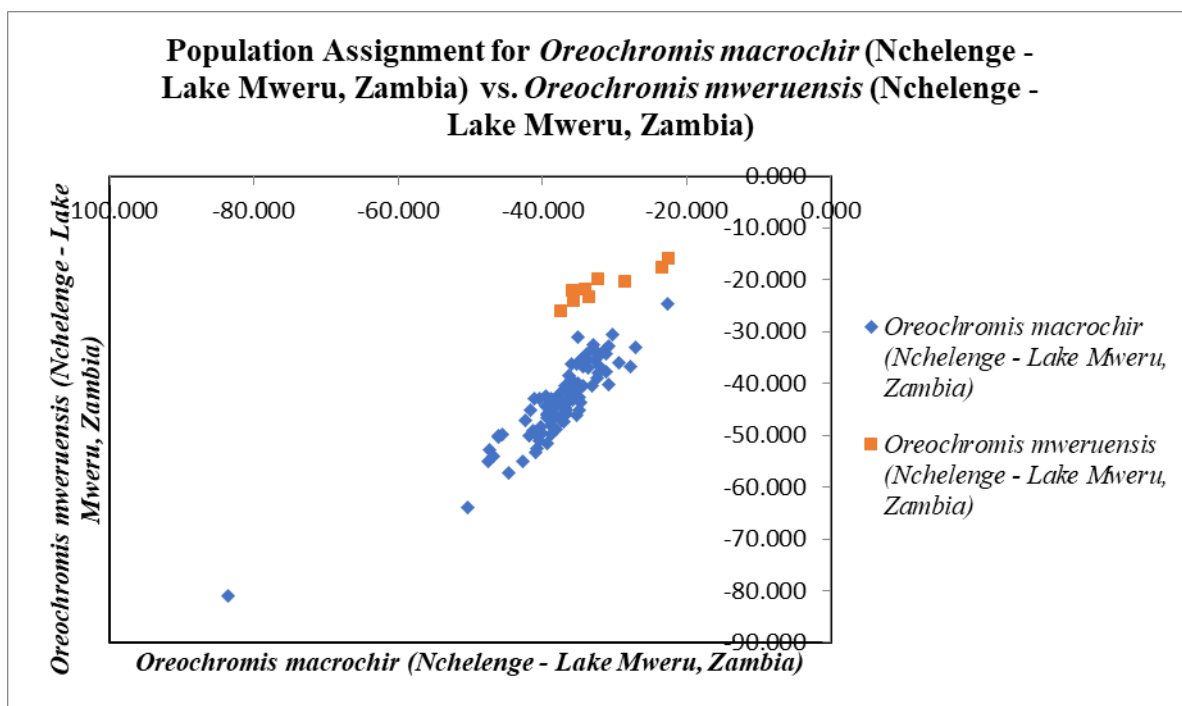 Population Assignment for Oreochromis macrochir (Nchelenge -
Lake Mweru, Zambia) vs. Oreochromis mweruensis (Nchelenge -
Lake Mweru, Zambia)
Oreochromis mweruensis (Nchelenge - Lake
Mweru, Zambia)
0.000
100.000 -80.000 -60.000 -40.000 -20.000 0.000
-10.000
-20.000
-30.000
-40.000
-50.000
-60.000
-70.000
-80.000
-90.000
Oreochromis macrochir (Nchelenge - Lake Mweru, Zambia)
Oreochromis macrochir
(Nchelenge - Lake Mweru,
Zambia)
Oreochromis mweruensis
(Nchelenge - Lake Mweru,
Zambia)